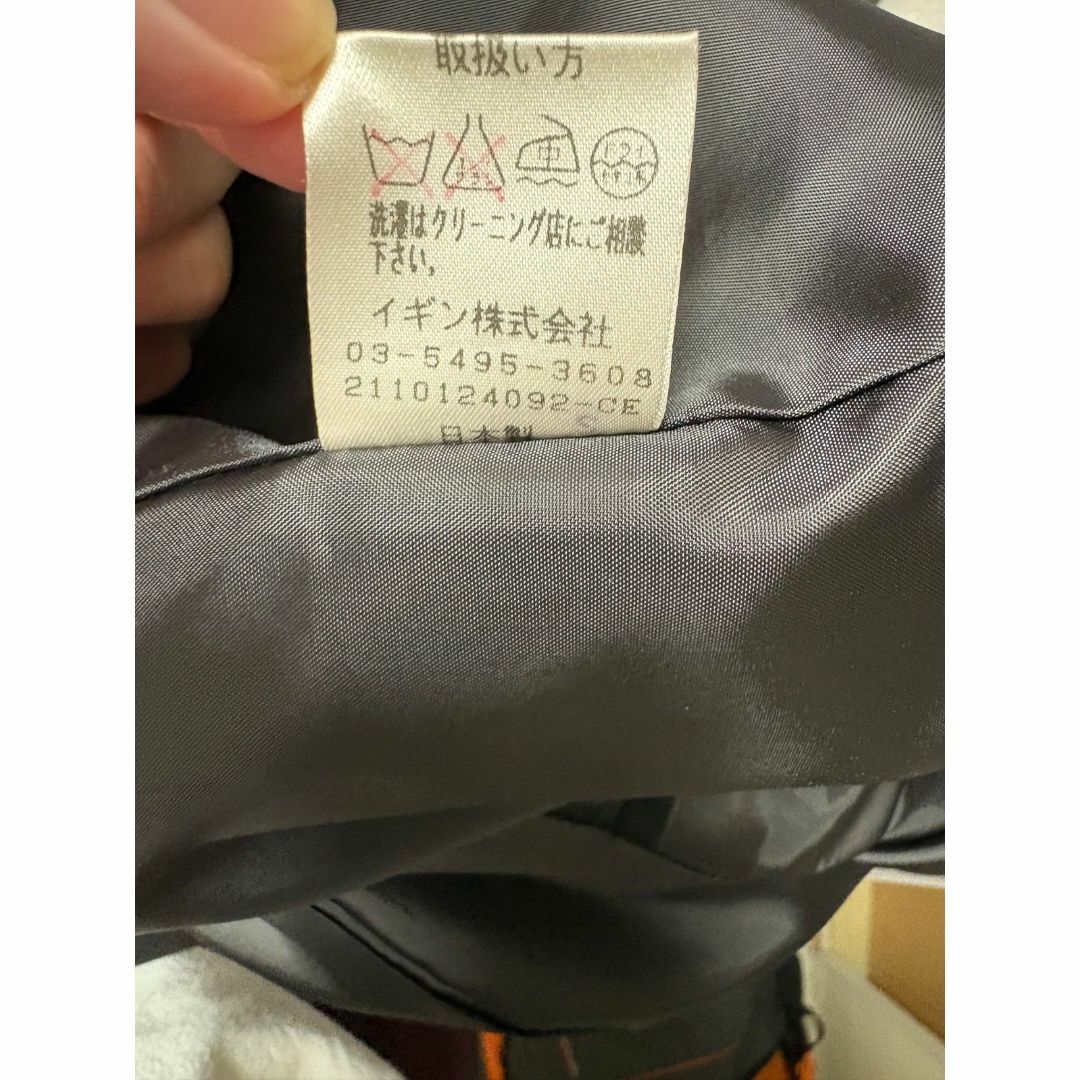 取扱い方
中
洗濯はクリーニング店にご相談
下さい。
イギン株式会社
03-5495-3608
2110124092-CE
日本製